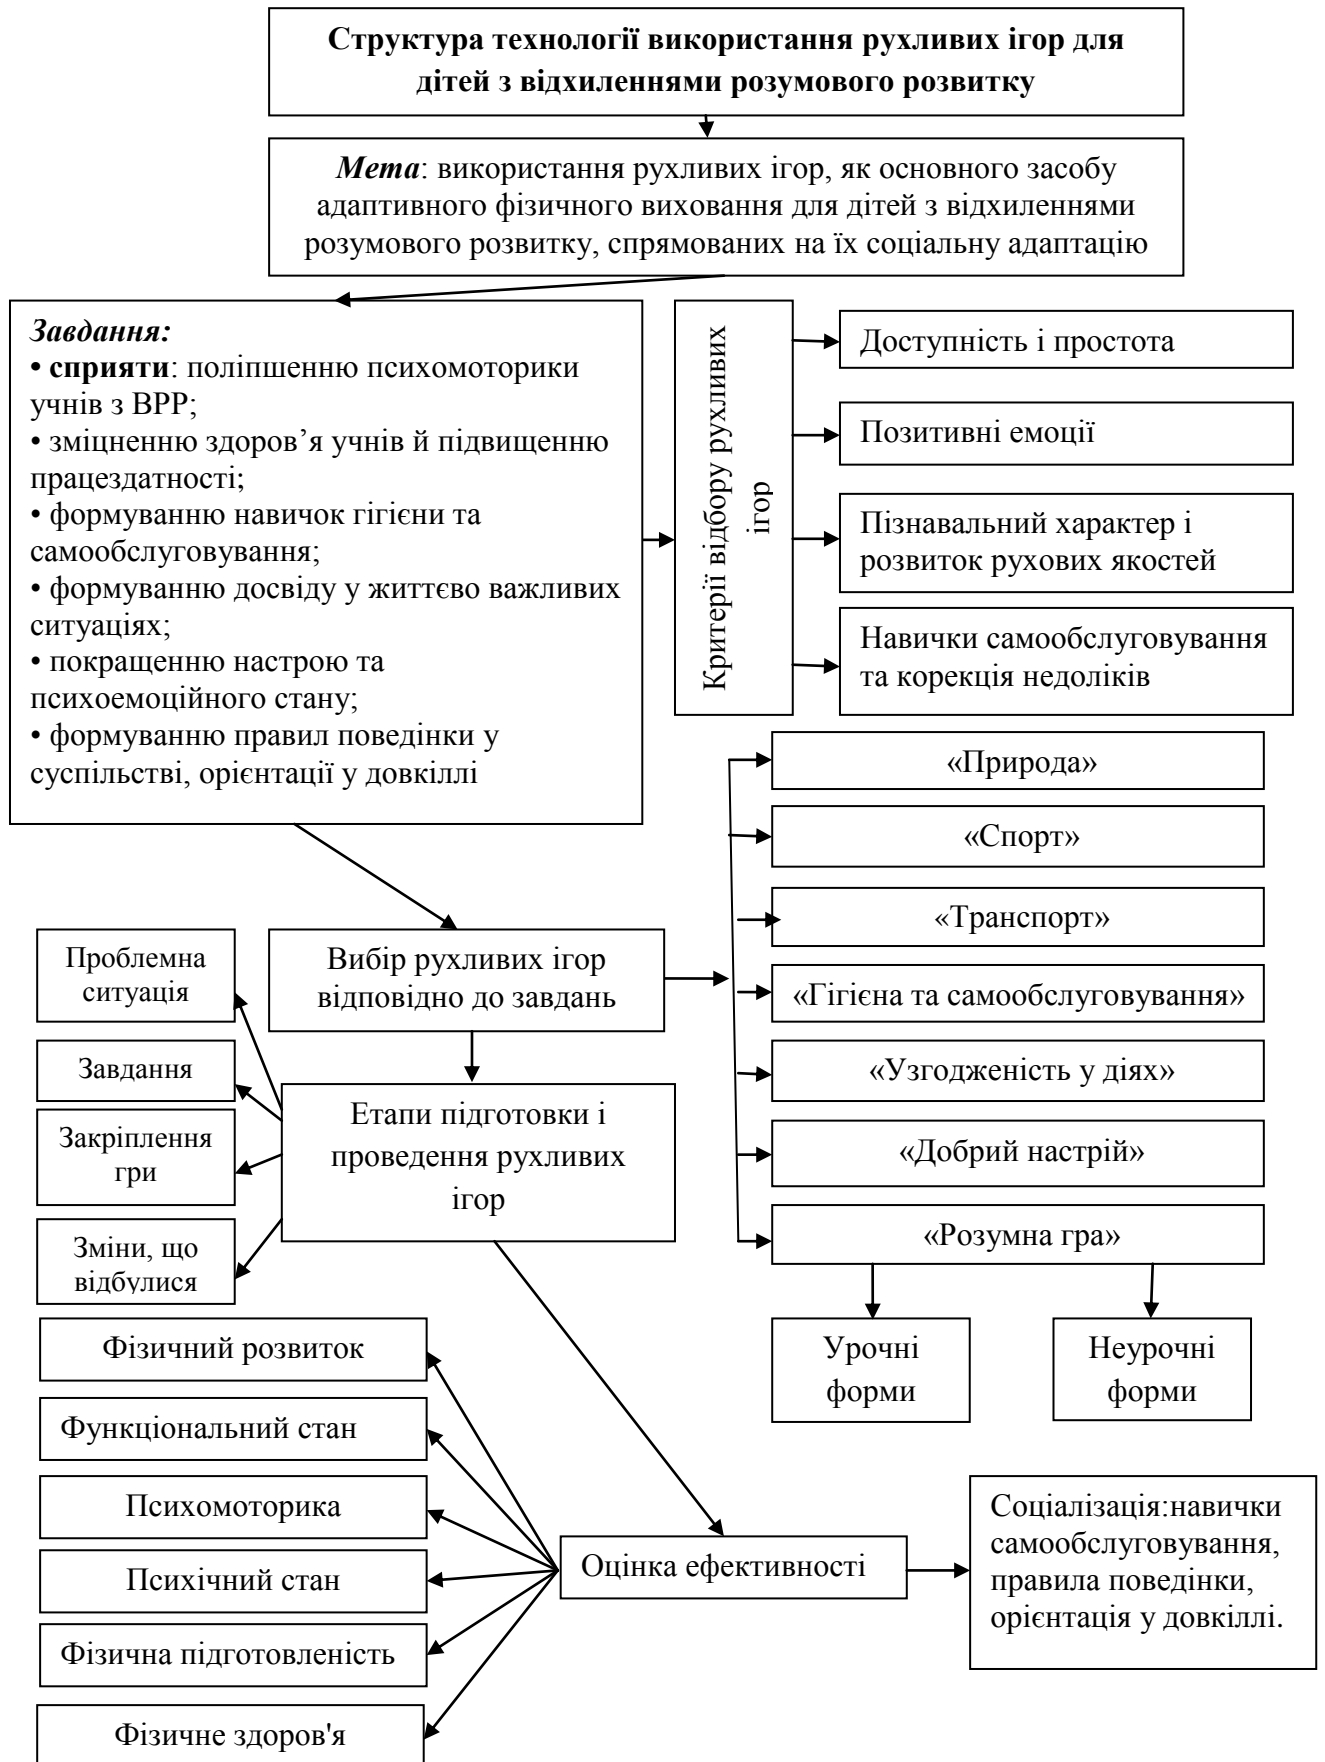 Структура технології використання рухливих ігор для
дітей з відхиленнями розумового розвитку
Мета: використання рухливих ігор, як основного засобу
адаптивного фізичного виховання для дітей з відхиленнями
розумового розвитку, спрямованих на їх соціальну адаптацію
Завдання:
• сприяти: поліпшенню психомоторики
учнів з ВРР;
• зміцненню здоров’я учнів й підвищенню
працездатності;
• формуванню навичок гігієни та
самообслуговування;
• формуванню досвіду у життєво важливих
ситуаціях;
• покращенню настрою та
психоемоційного стану;
• формуванню правил поведінки у
суспільстві, орієнтації у довкіллі
Критерії відбору рухливих
ігор
Доступність і простота
Позитивні емоції
Пізнавальний характер і
розвиток рухових якостей
Навички самообслуговування
та корекція недоліків
«Природа»
«Спорт»
«Транспорт»
«Гігієна та самообслуговування»
«Узгодженість у діях»
«Добрий настрій»
«Розумна гра»
Урочні
форми
Неурочні
форми
Вибір рухливих ігор
відповідно до завдань
Проблемна
ситуація
Завдання
Закріплення
гри
Зміни, що
відбулися
Етапи підготовки і
проведення рухливих
ігор
Фізичний розвиток
Функціональний стан
Психомоторика
Психічний стан
Фізична підготовленість
Фізичне здоров'я
Оцінка ефективності
Соціалізація:навички
самообслуговування,
правила поведінки,
орієнтація у довкіллі.